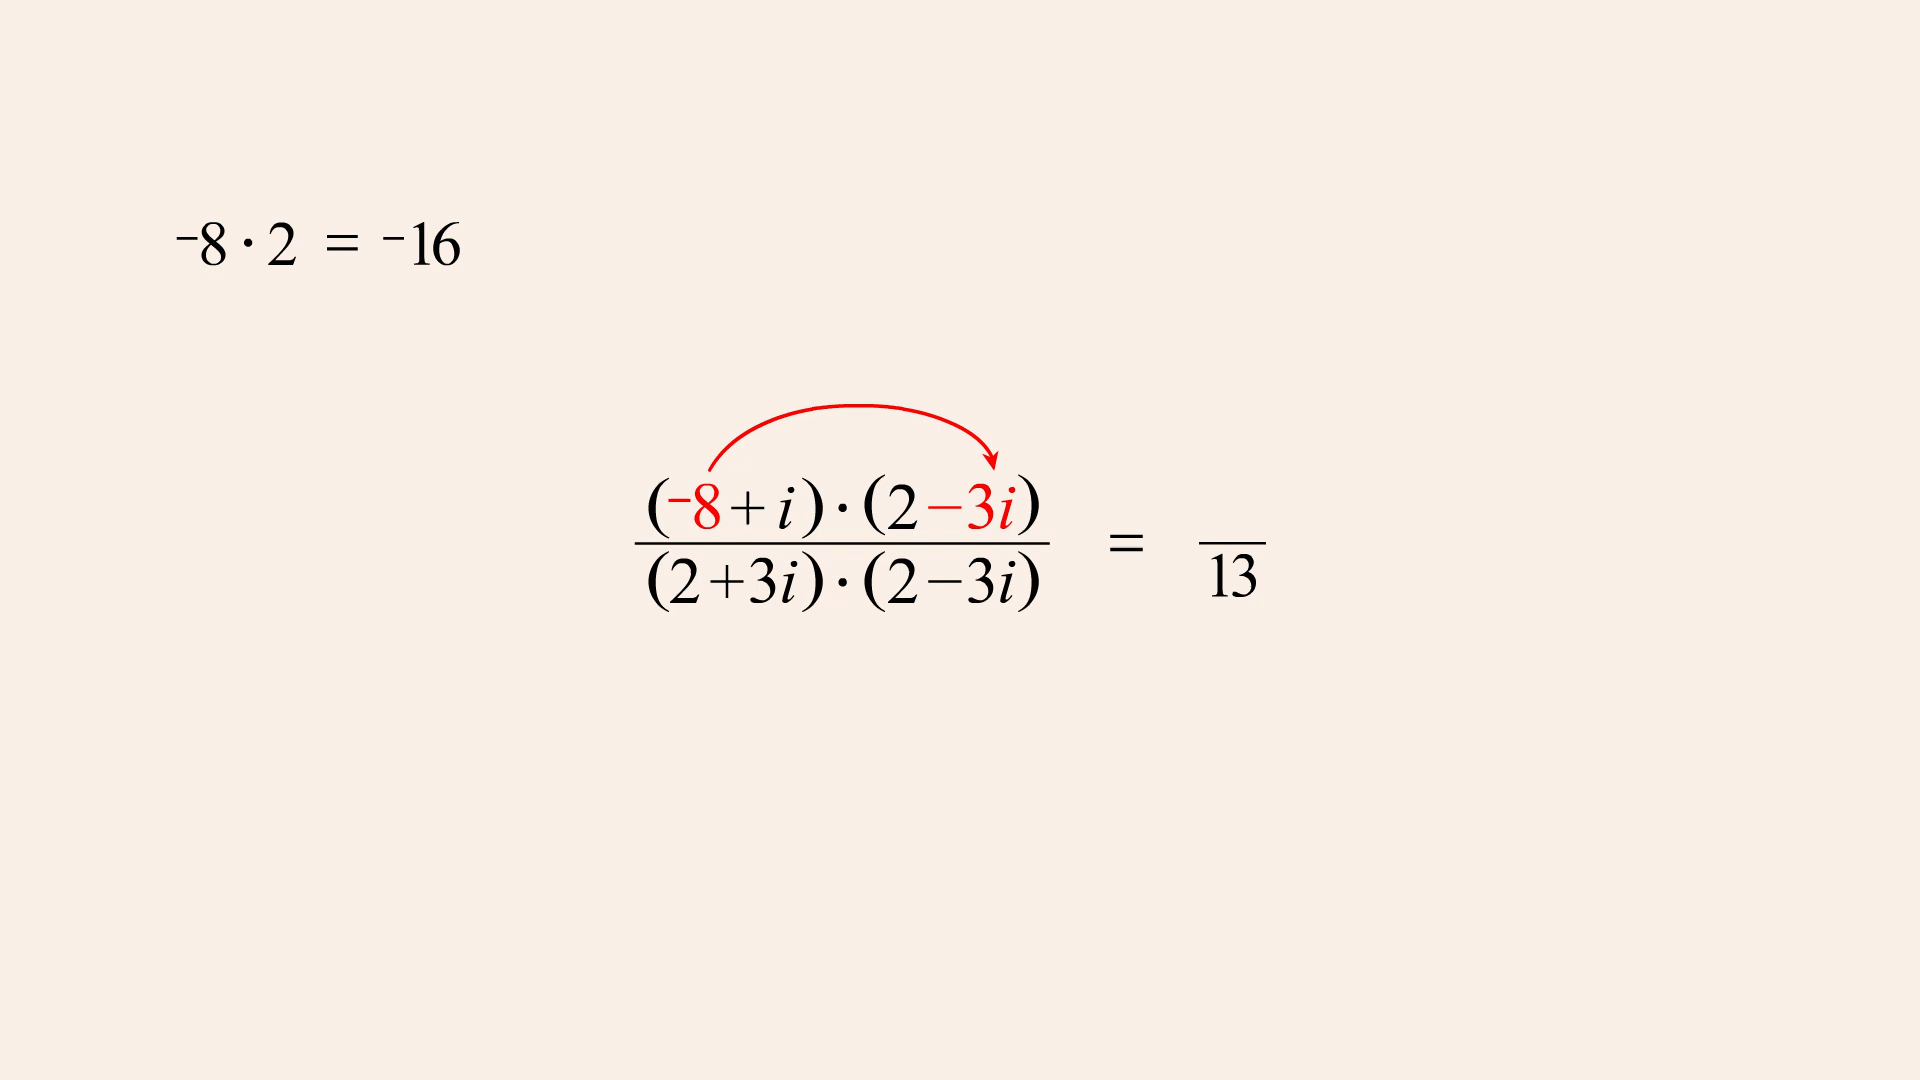 ⁻8 · 2 = ⁻16
(⁻8 + i) · (2 − 3i)
=
(2 + 3i) · (2 − 3i)
13